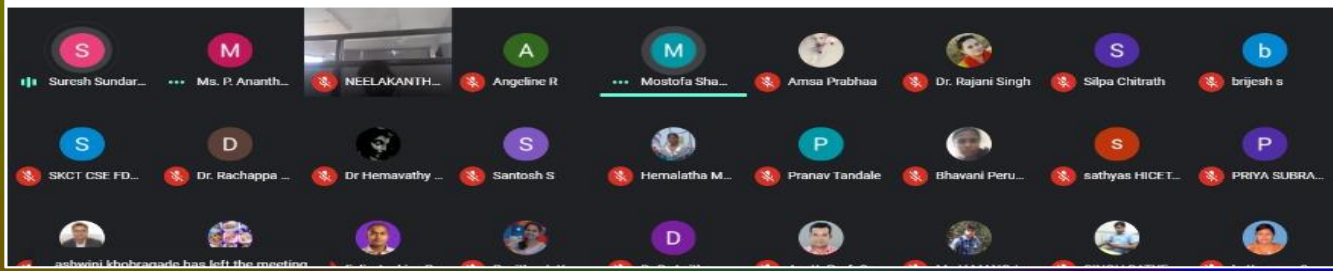 S M A M S b
Suresh Sundar... Ms. P. Ananth... NEELAKANTH... Angeline R Mostofa Sha... Amsa Prabhaa Dr. Rajani Singh Silpa Chitrath brijesh s
S D S P s P
SKCT CSE FD... Dr. Rachappa ... Dr Hemavathy ... Santosh S Hemalatha M... Pranav Tandale Bhavani Peru... sathyas HICET... PRIYA SUBRA...
D
ashwini khobragade has left the meeting